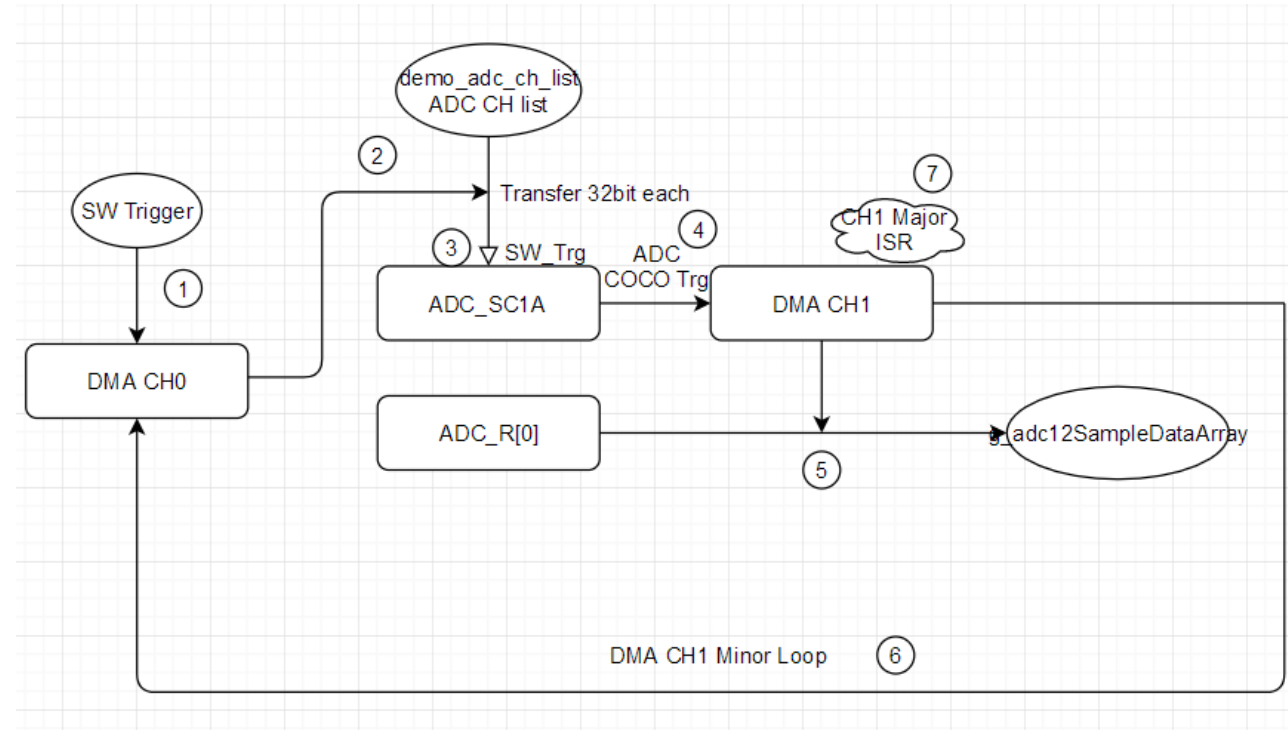 demo_adc_ch_list
ADC CH list
2
7
SW Trigger
Transfer 32bit each
CH1 Major
ISR
4
3
SW_Trg
ADC
COCO Trg
1
ADC_SC1A
DMA CH1
DMA CH0
ADC_R[0]
g_adc12SampleDataArray
5
DMA CH1 Minor Loop
6